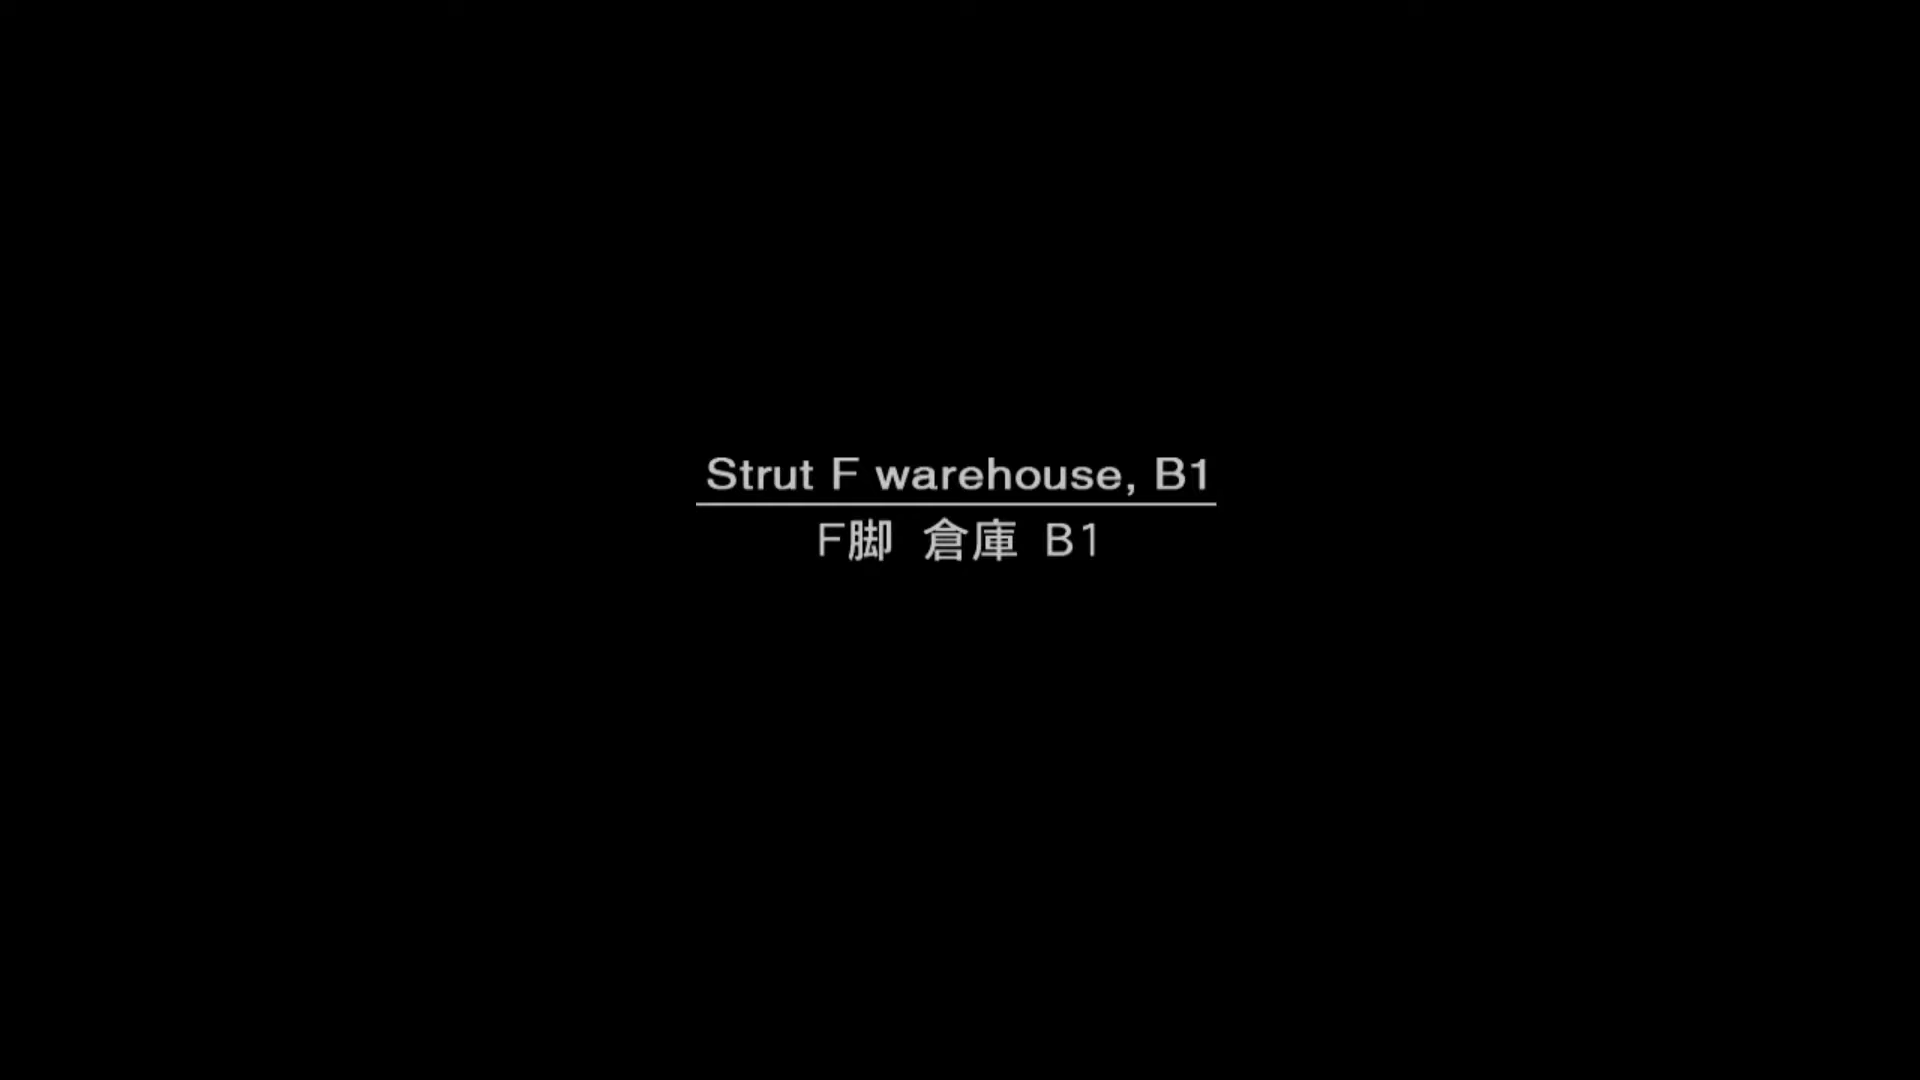 Strut F warehouse, B1
F脚 倉庫 B1